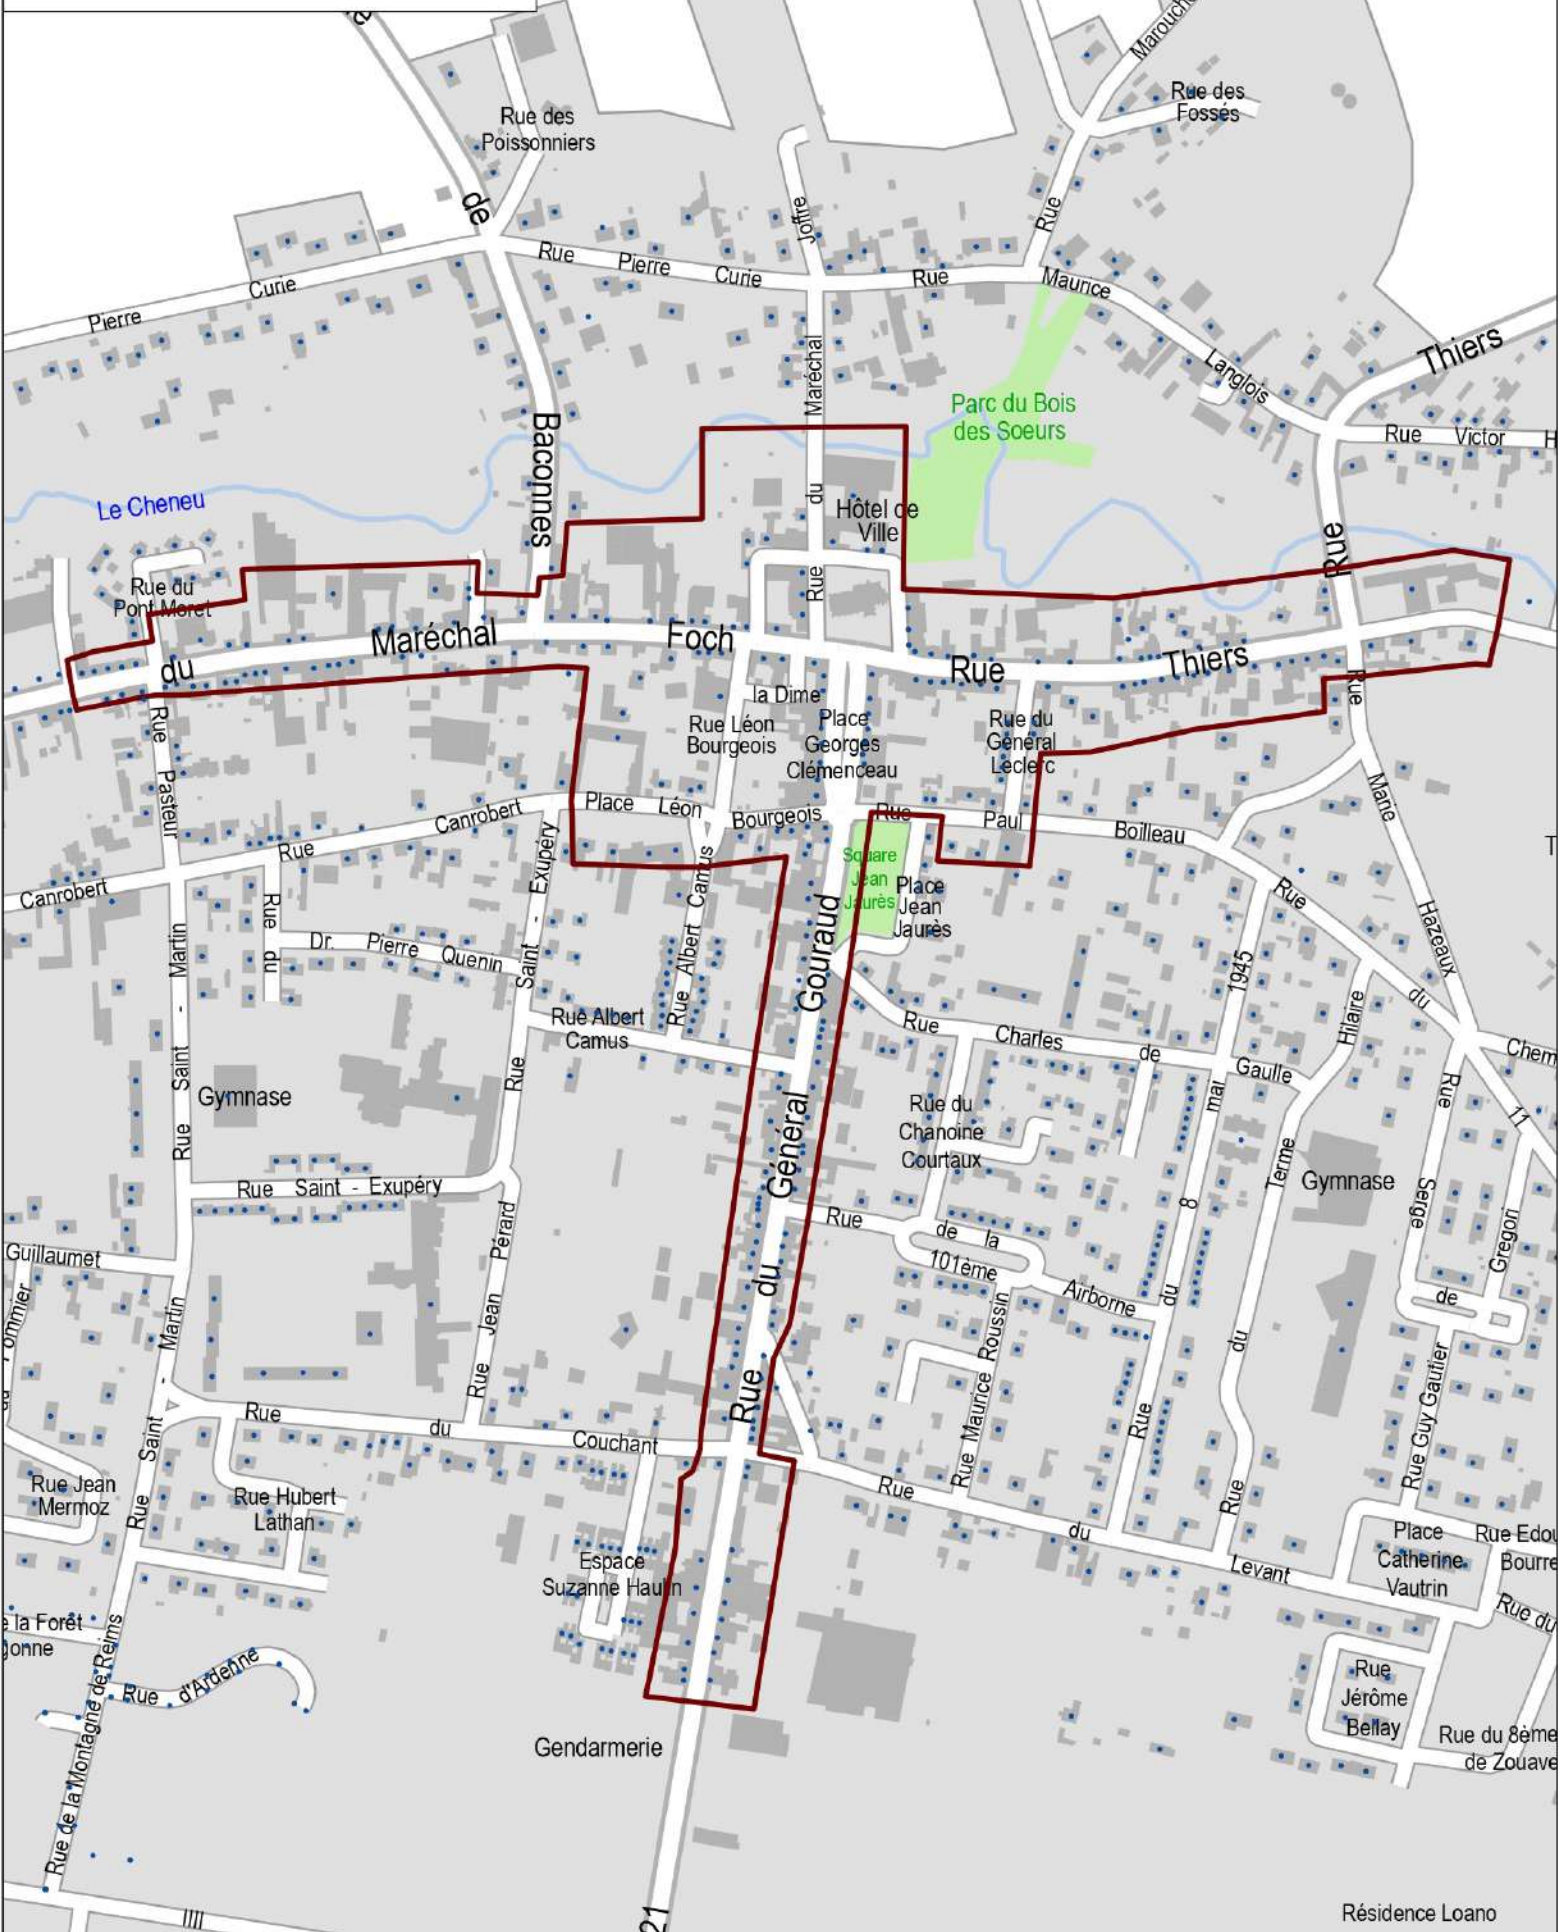 Marouch
Rue des
Fossés
Rue des
Poissonniers
de
Joffre
Rue
Rue Pierre Curie
Rue
Maurice
Pierre Curie
Thiers
Langlois
Maréchal
Parc du Bois
des Soeurs
Baconnes
Rue Victor H
Le Cheneu
du
Hôtel de
Ville
Rue
Rue du
Pont Moret
Rue
Maréchal
Foch
du
Rue
Thiers
la Dime
Rue
Rue
Rue Léon
Bourgeois
Place
Georges
Clémenceau
Rue du
Général
Leclerc
Pasteur
Place Léon
Bourgeois
Rue
Paul
Boilleau
Marie
Canrobert
Rue
Canrobert
Saint - Exupéry
Square
Jean
Jaurès
Place
Jean
Jaurès
Rue
T
Rue du
Dr. Pierre Quenin
Rue Albert Camus
Gouraud
Hazeaux
Rue Saint - Martin
1945
du
Rue Albert
Camus
Rue
Charles
de
Gaulle
Hilaire
Chem
Rue
Gymnase
Général
Rue du
Chanoine
Courtaux
mai
Rue
11
Terme
Gymnase
Rue Saint - Exupéry
8
Serge
Rue
de la
101ème
Airborne
Gregori
Guillaumet
Rue Jean Pérard
du
du
de
Pommier
Rue Saint - Martin
Rue Maurice Roussin
du
Rue Guy Gautier
Rue
Rue
du
Couchant
Rue
Rue Jean
Mermoz
Rue Hubert
Lathan
Rue
du
Levant
Rue
Place
Catherine
Vautrin
Rue Edou
Bourre
Espace
Suzanne Haulin
Rue du
e la Forêt
gonne
Rue d'Ardenne
Rue de la Montagne de Reims
Rue
Jérôme
Bellay
Gendarmerie
Rue du 8ème
de Zouave
21
Résidence Loano